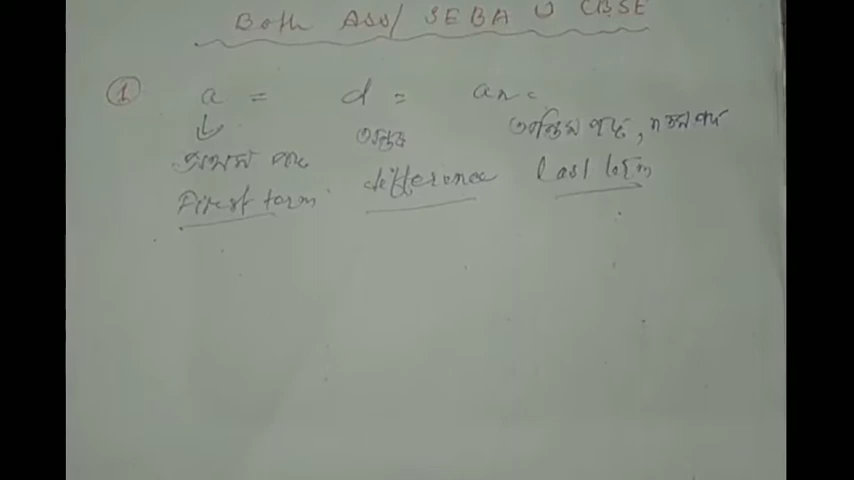 Both Ass/ SEBA U CBSE
① a = d = an =
প্ৰথম পদ অন্তৰ অন্তিম পদ, n তম পদ
First term difference last term